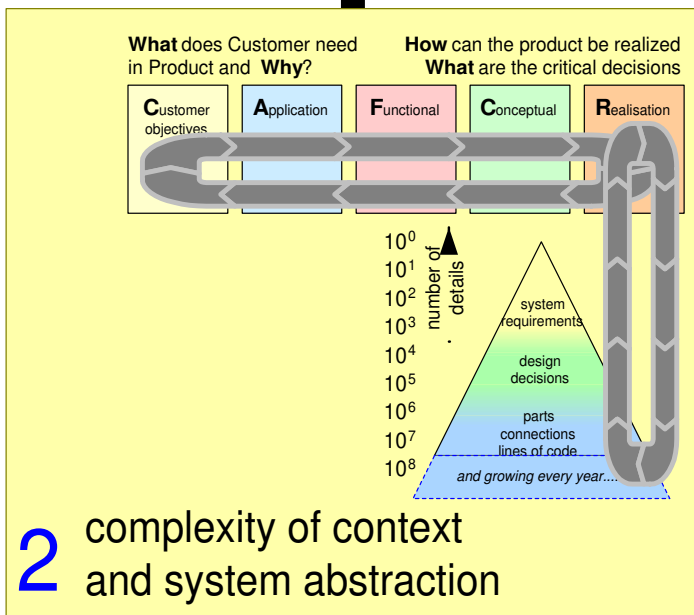 What does Customer need
in Product and Why?
How can the product be realized
What are the critical decisions
Customer
objectives
Application
Functional
Conceptual
Realisation
10⁰
10¹
10²
10³
10⁴
10⁵
10⁶
10⁷
10⁸
number of
details
system
requirements
design
decisions
parts
connections
lines of code
and growing every year....
2 complexity of context
and system abstraction